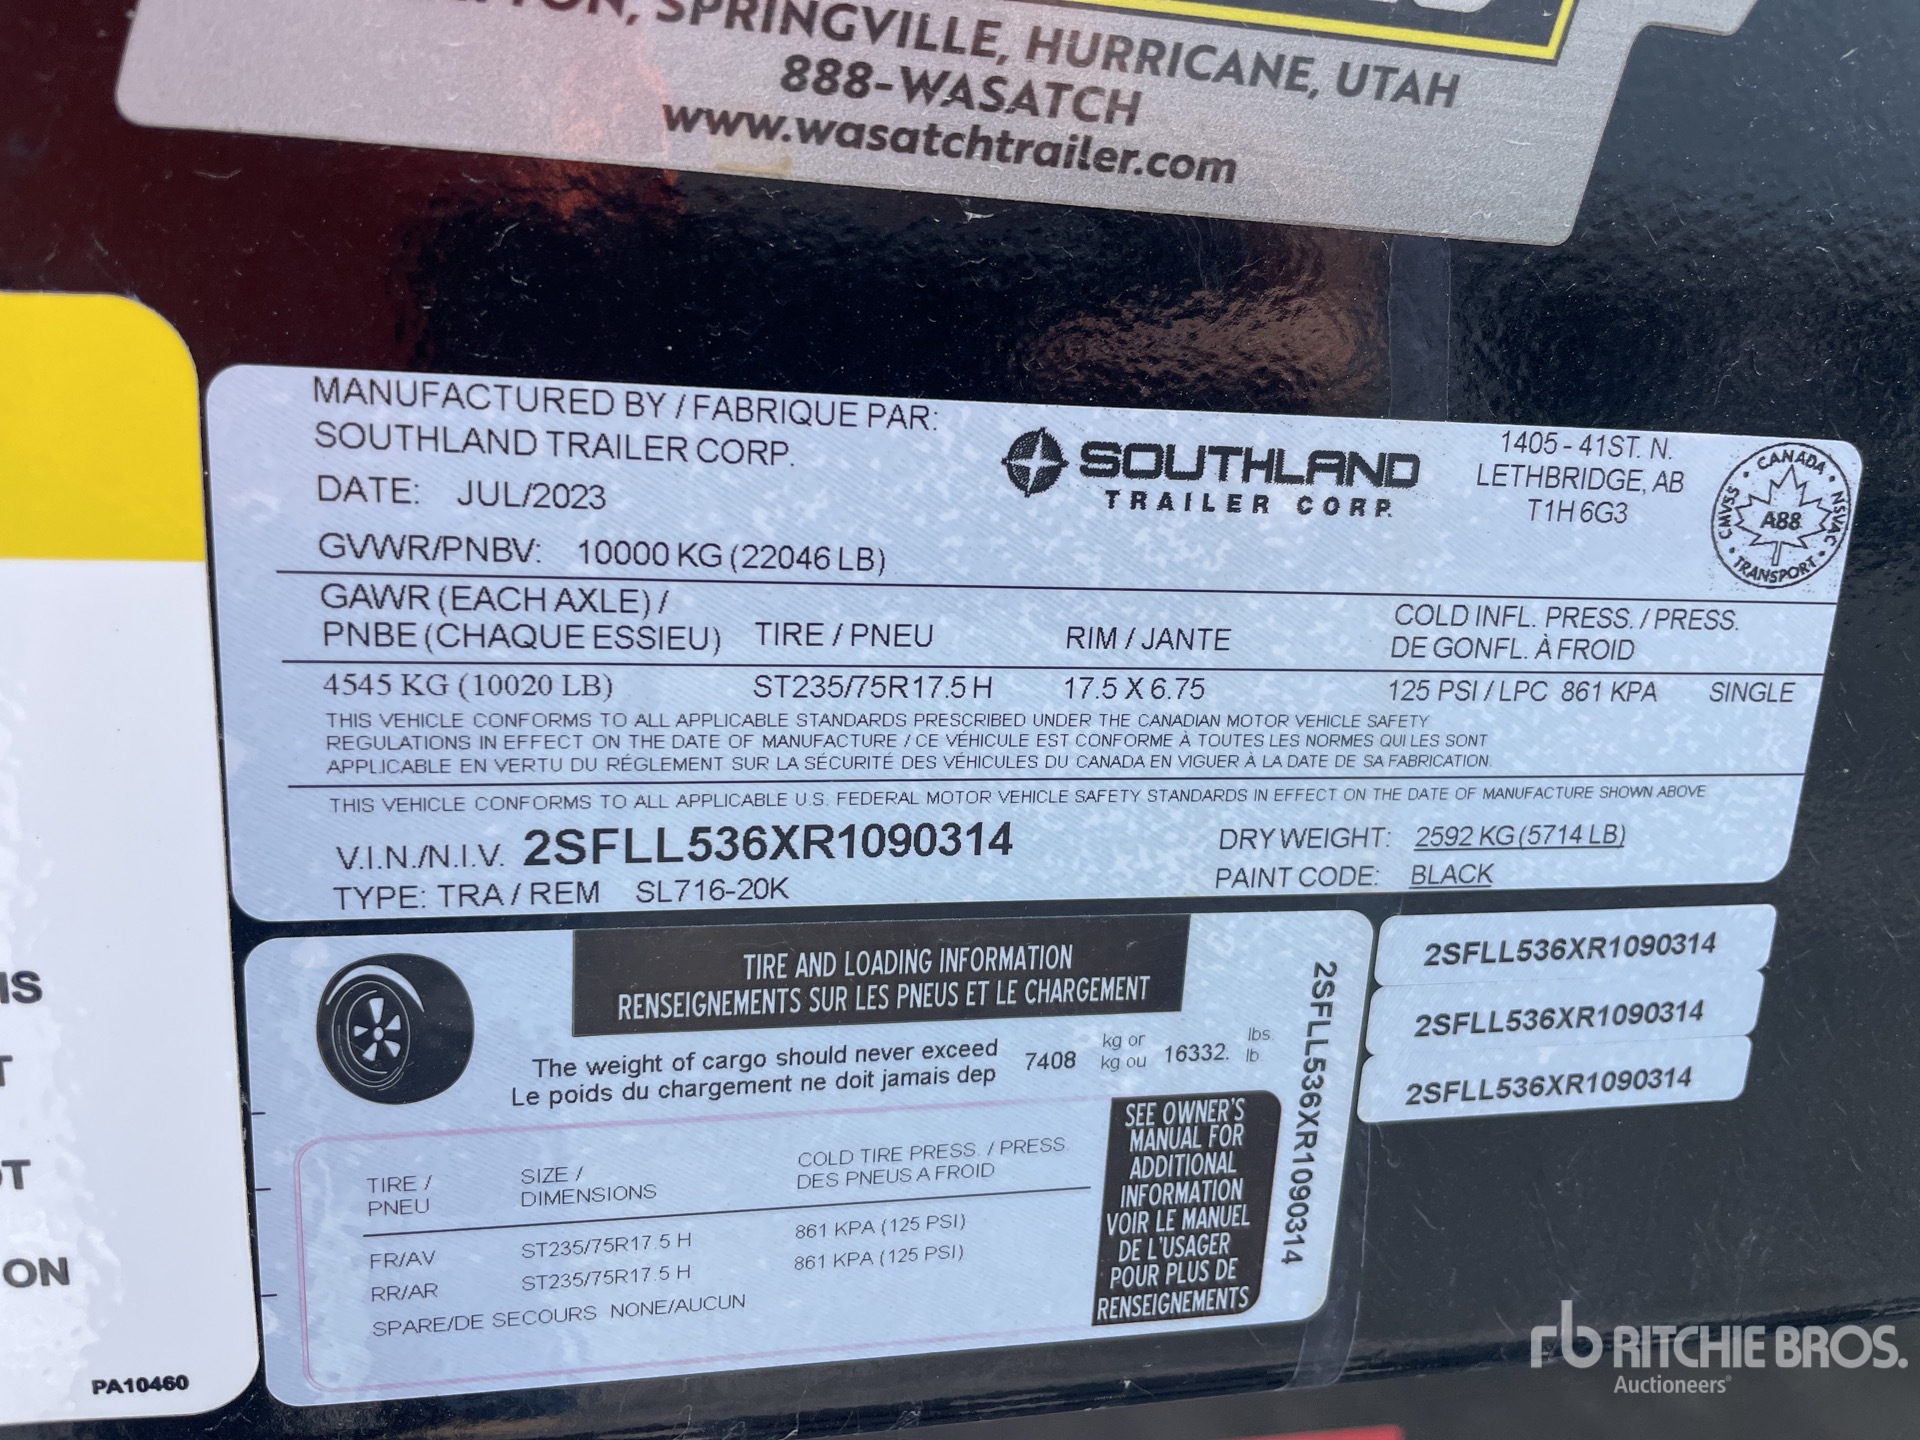 SPRINGVILLE, HURRICANE, UTAH
888-WASATCH
www.wasatchtrailer.com
MANUFACTURED BY / FABRIQUE PAR:
SOUTHLAND TRAILER CORP.
DATE: JUL/2023
GVWR/PNBV: 10000 KG (22046 LB)
SOUTHLAND
TRAILER CORP.
1405 - 41ST. N.
LETHBRIDGE, AB
T1H 6G3
CANADA
CMVSS
NSVAC
A88
TRANSPORT
GAWR (EACH AXLE) /
PNBE (CHAQUE ESSIEU)
TIRE / PNEU
RIM / JANTE
COLD INFL. PRESS. / PRESS.
DE GONFL. À FROID
4545 KG (10020 LB) ST235/75R17.5 H 17.5 X 6.75 125 PSI / LPC 861 KPA SINGLE
THIS VEHICLE CONFORMS TO ALL APPLICABLE STANDARDS PRESCRIBED UNDER THE CANADIAN MOTOR VEHICLE SAFETY
REGULATIONS IN EFFECT ON THE DATE OF MANUFACTURE / CE VÉHICULE EST CONFORME À TOUTES LES NORMES QUI LES SONT
APPLICABLE EN VERTU DU RÉGLEMENT SUR LA SÉCURITÉ DES VÉHICULES DU CANADA EN VIGUER À LA DATE DE SA FABRICATION.
THIS VEHICLE CONFORMS TO ALL APPLICABLE U.S. FEDERAL MOTOR VEHICLE SAFETY STANDARDS IN EFFECT ON THE DATE OF MANUFACTURE SHOWN ABOVE
V.I.N./N.I.V. 2SFLL536XR1090314
DRY WEIGHT: 2592 KG (5714 LB)
TYPE: TRA / REM SL716-20K
PAINT CODE: BLACK
TIRE AND LOADING INFORMATION
RENSEIGNEMENTS SUR LES PNEUS ET LE CHARGEMENT
The weight of cargo should never exceed
Le poids du chargement ne doit jamais dep
7408
kg or
kg ou
16332.
lbs.
lb
TIRE /
PNEU
SIZE /
DIMENSIONS
COLD TIRE PRESS. / PRESS.
DES PNEUS A FROID
FR/AV ST235/75R17.5 H 861 KPA (125 PSI)
RR/AR ST235/75R17.5 H 861 KPA (125 PSI)
SPARE/DE SECOURS NONE/AUCUN
SEE OWNER'S
MANUAL FOR
ADDITIONAL
INFORMATION
VOIR LE MANUEL
DE L'USAGER
POUR PLUS DE
RENSEIGNEMENTS
2SFLL536XR1090314
2SFLL536XR1090314
2SFLL536XR1090314
2SFLL536XR1090314
ON
PA10460
rb RITCHIE BROS.
Auctioneers